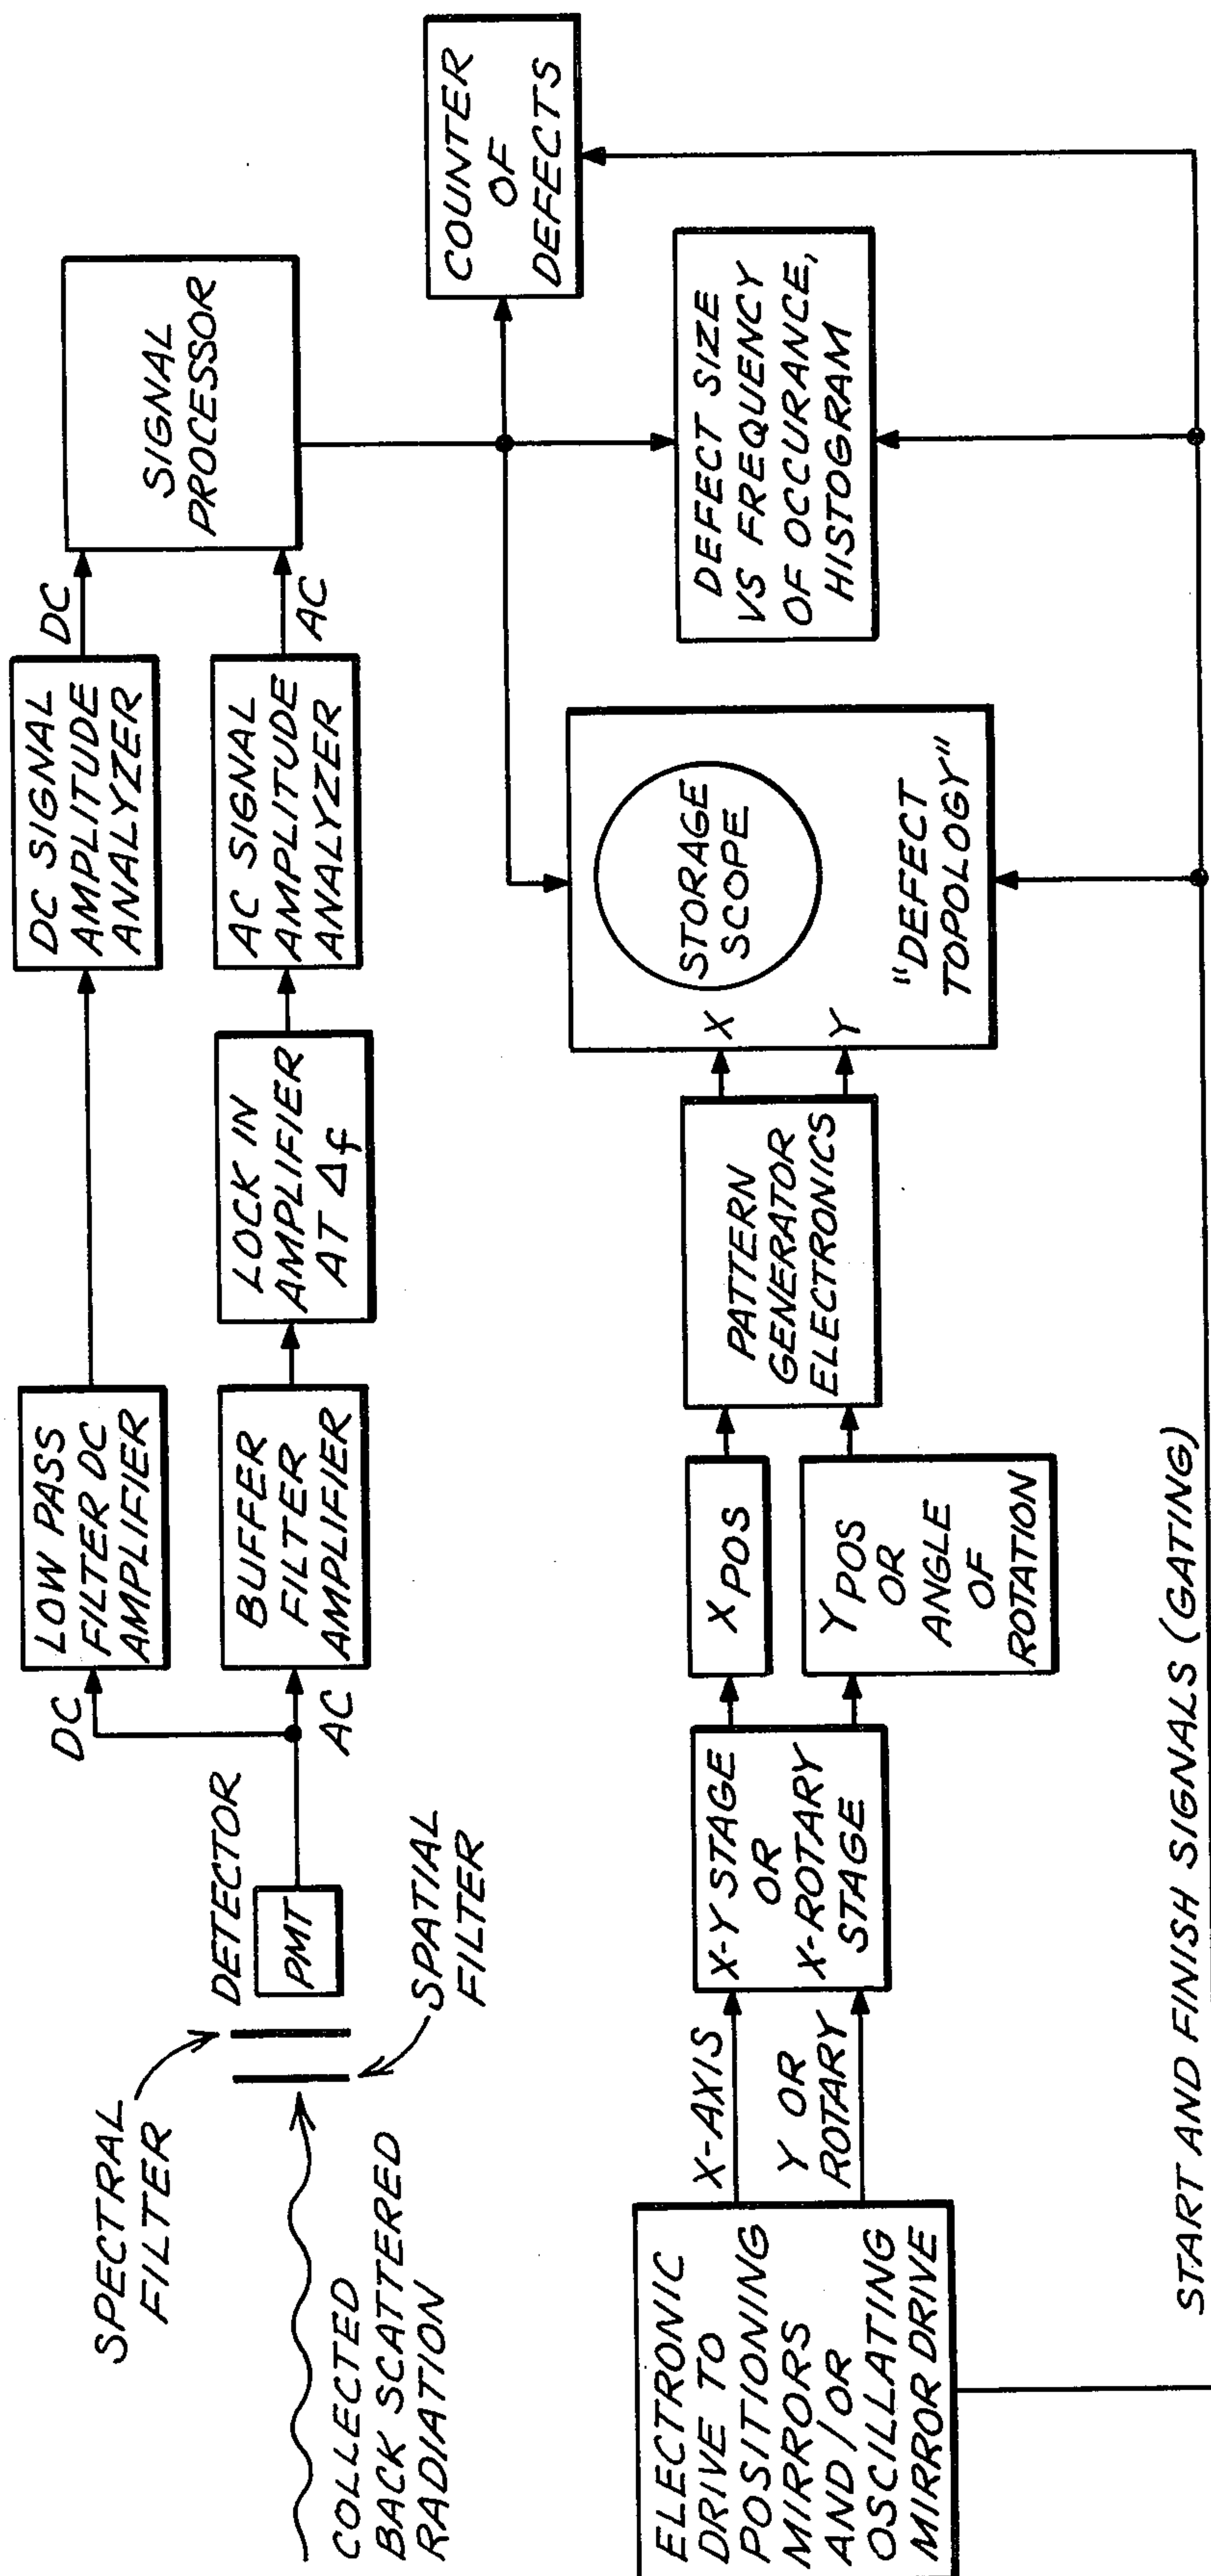 SPECTRAL
FILTER
COLLECTED
BACK SCATTERED
RADIATION
SPATIAL
FILTER
DETECTOR
PMT
DC
AC
LOW PASS
FILTER DC
AMPLIFIER
BUFFER
FILTER
AMPLIFIER
LOCK IN
AMPLIFIER
AT Δf
DC SIGNAL
AMPLITUDE
ANALYZER
AC SIGNAL
AMPLITUDE
ANALYZER
DC
AC
SIGNAL
PROCESSOR
COUNTER
OF
DEFECTS
ELECTRONIC
DRIVE TO
POSITIONING
MIRRORS
AND/OR
OSCILLATING
MIRROR DRIVE
X-AXIS
Y OR
ROTARY
X-Y STAGE
OR
X-ROTARY
STAGE
X POS
Y POS
OR
ANGLE
OF
ROTATION
PATTERN
GENERATOR
ELECTRONICS
X
Y
STORAGE
SCOPE
"DEFECT
TOPOLOGY"
DEFECT SIZE
VS FREQUENCY
OF OCCURANCE,
HISTOGRAM
START AND FINISH SIGNALS (GATING)